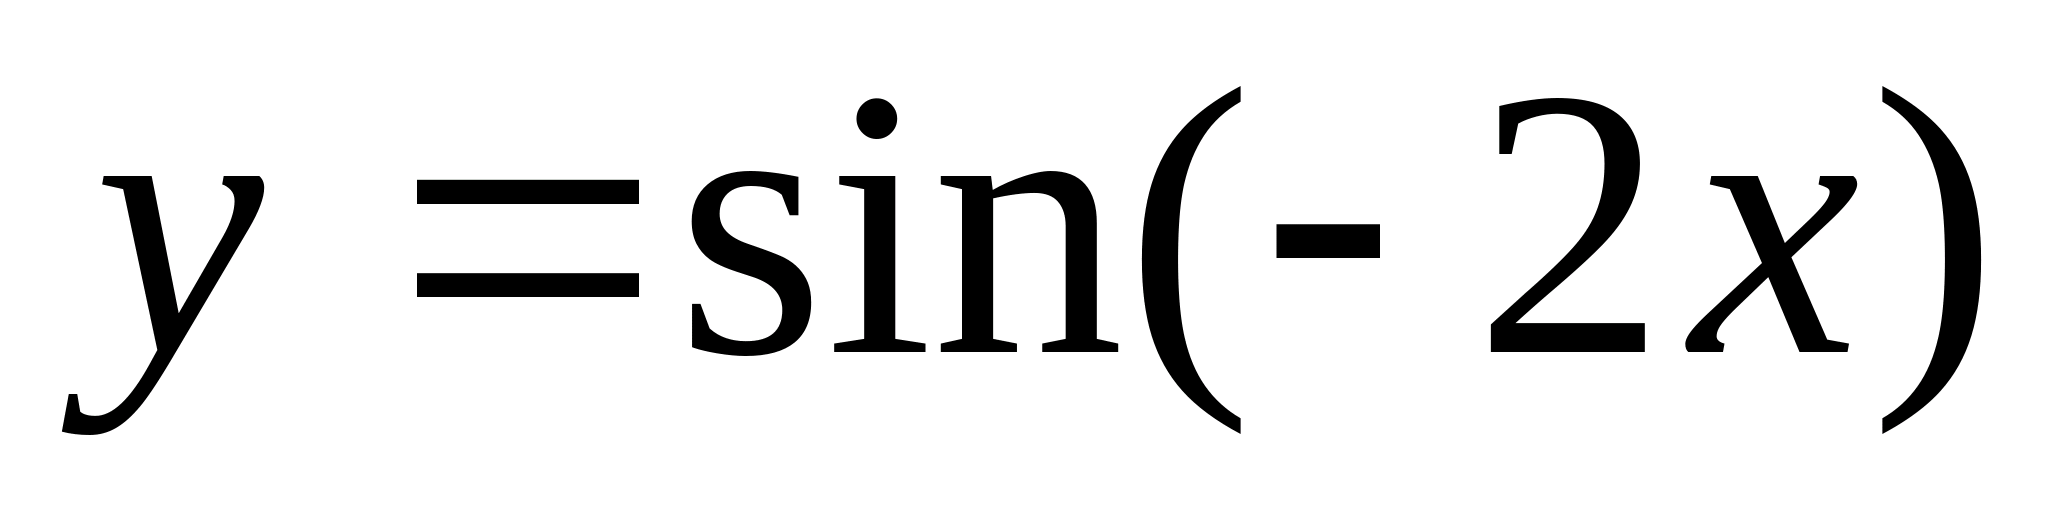 y = sin(- 2x)